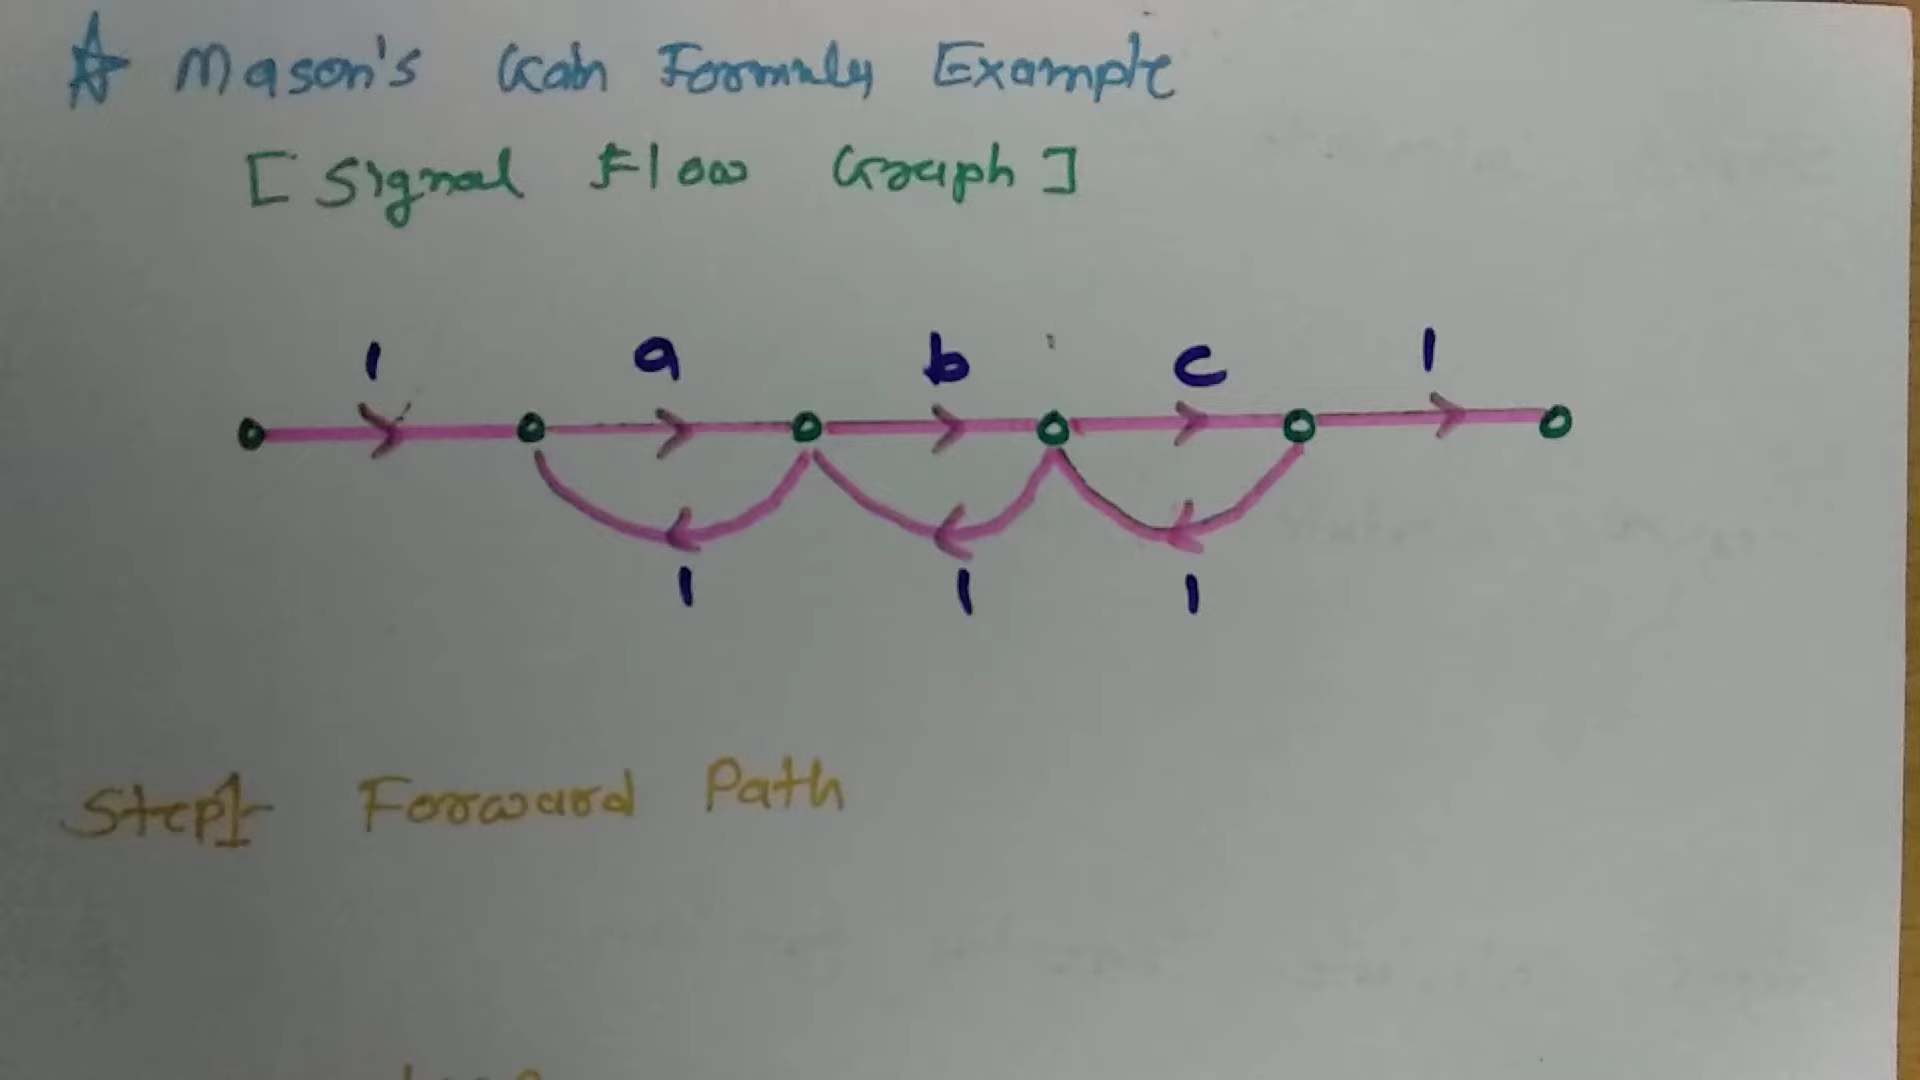 ☆ Mason's Gain Formula Example
[Signal Flow Graph]
1 a b c 1
1 1 1
Step1- Forward Path